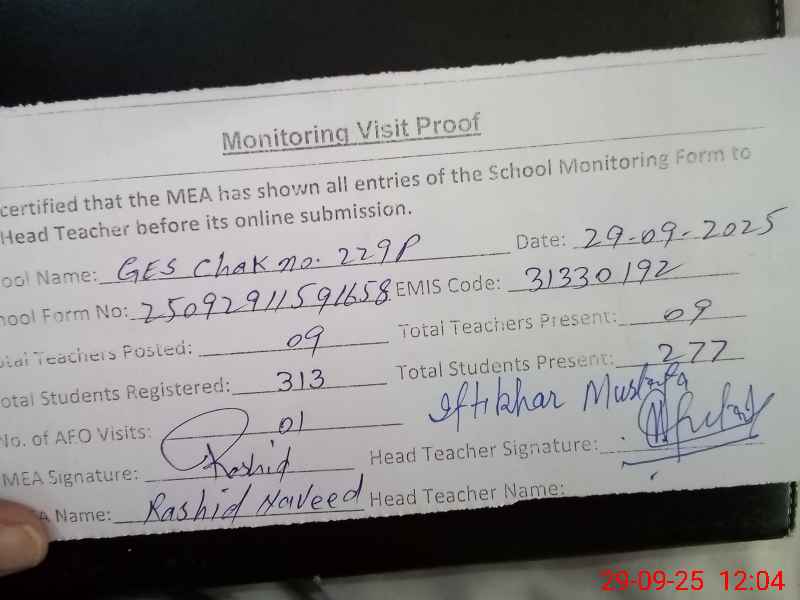 Monitoring Visit Proof
certified that the MEA has shown all entries of the School Monitoring Form to
Head Teacher before its online submission.
ool Name: GES Chak no. 229P Date: 29-09-2025
hool Form No: 25092911591658 EMIS Code: 31330192
otal Teachers Posted: 09 Total Teachers Present: 09
otal Students Registered: 313 Total Students Present: 277
No. of AEO Visits: 01 Iftikhar Mustafa
MEA Signature: Rashid Head Teacher Signature:
A Name: Rashid Naveed Head Teacher Name:
29-09-25 12:04